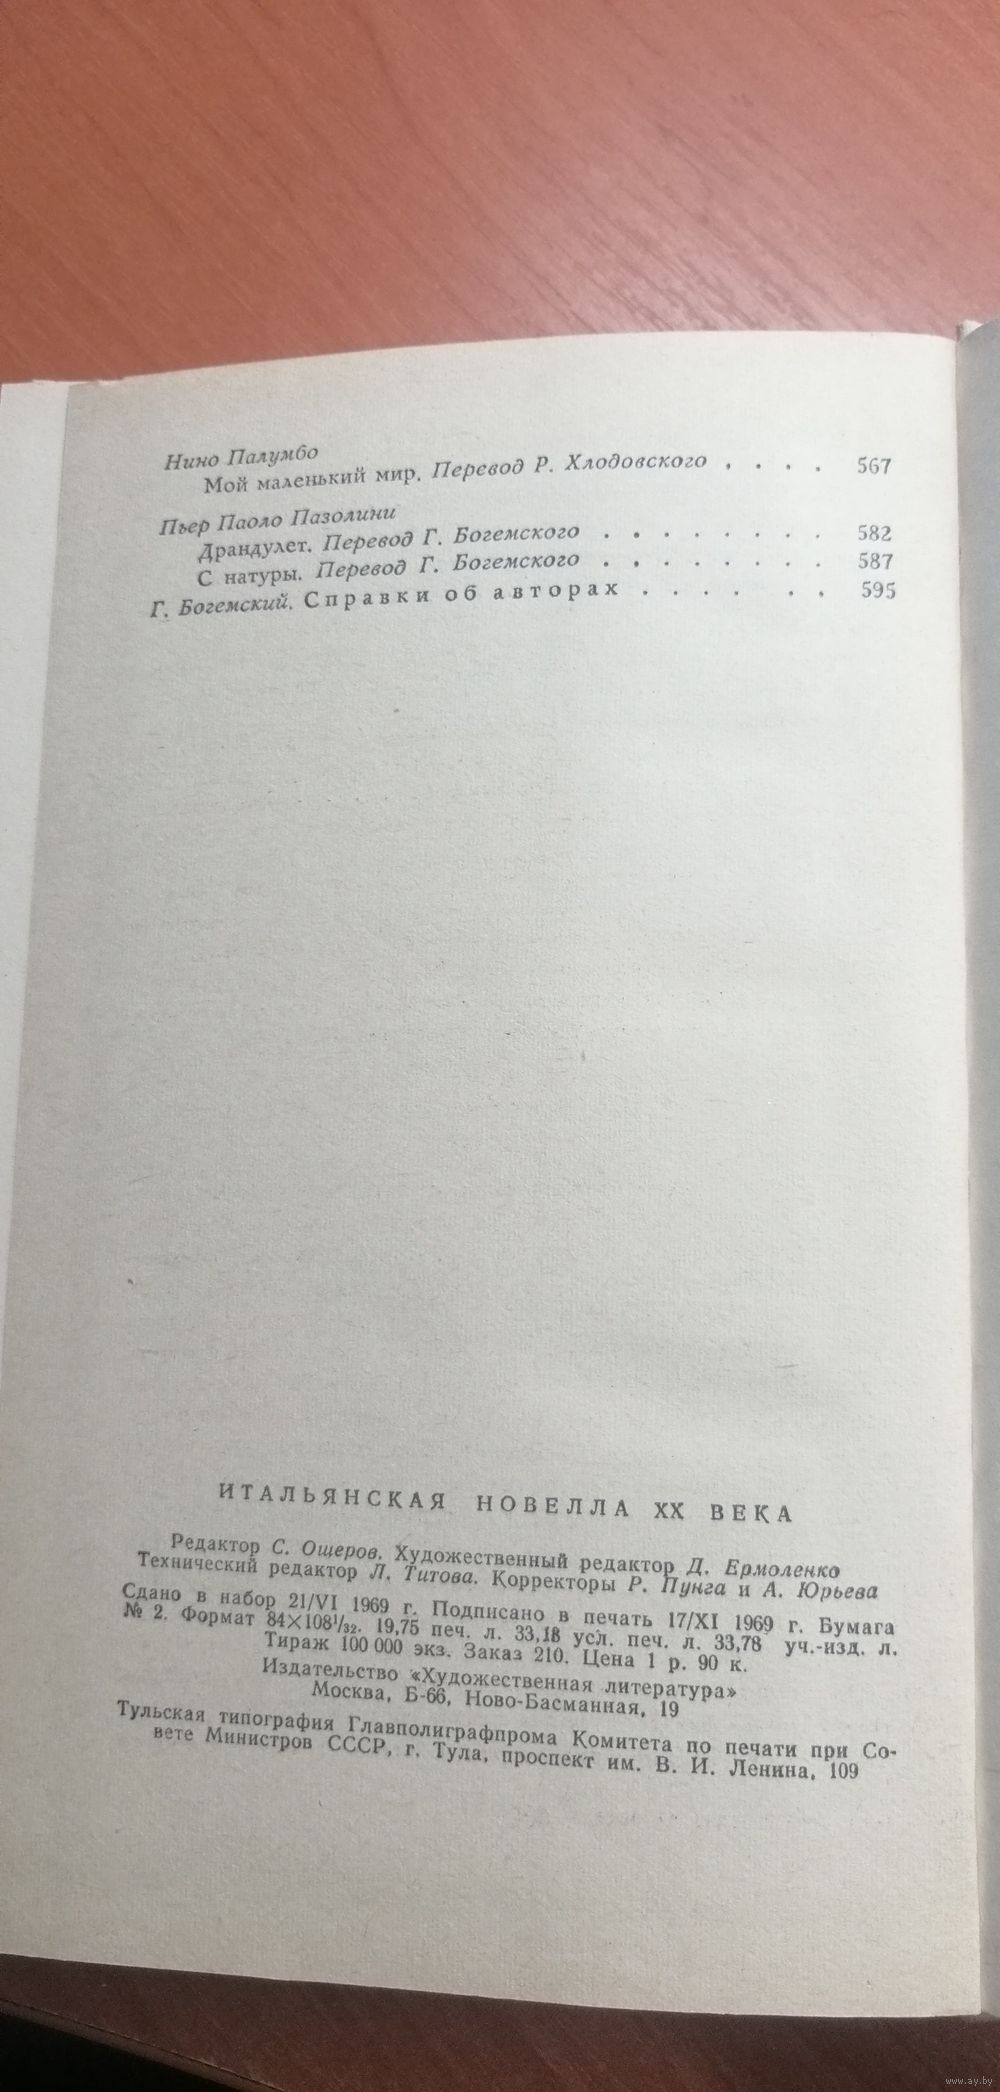 Нино Палумбо
Мой маленький мир. Перевод Р. Хлодовского . . . . 567
Пьер Паоло Пазолини
Драндулет. Перевод Г. Богемского . . . . . . . . 582
С натуры. Перевод Г. Богемского . . . . . . . . 587
Г. Богемский. Справки об авторах . . . . . . 595
ИТАЛЬЯНСКАЯ НОВЕЛЛА XX ВЕКА
Редактор С. Ошеров. Художественный редактор Д. Ермоленко
Технический редактор Л. Титова. Корректоры Р. Пунга и А. Юрьева
Сдано в набор 21/VI 1969 г. Подписано в печать 17/XI 1969 г. Бумага
№ 2. Формат 84×108¹/₃₂. 19,75 печ. л. 33,18 усл. печ. л. 33,78 уч.-изд. л.
Тираж 100 000 экз. Заказ 210. Цена 1 р. 90 к.
Издательство «Художественная литература»
Москва, Б-66, Ново-Басманная, 19
Тульская типография Главполиграфпрома Комитета по печати при Со-
вете Министров СССР, г. Тула, проспект им. В. И. Ленина, 109
www.ay.by